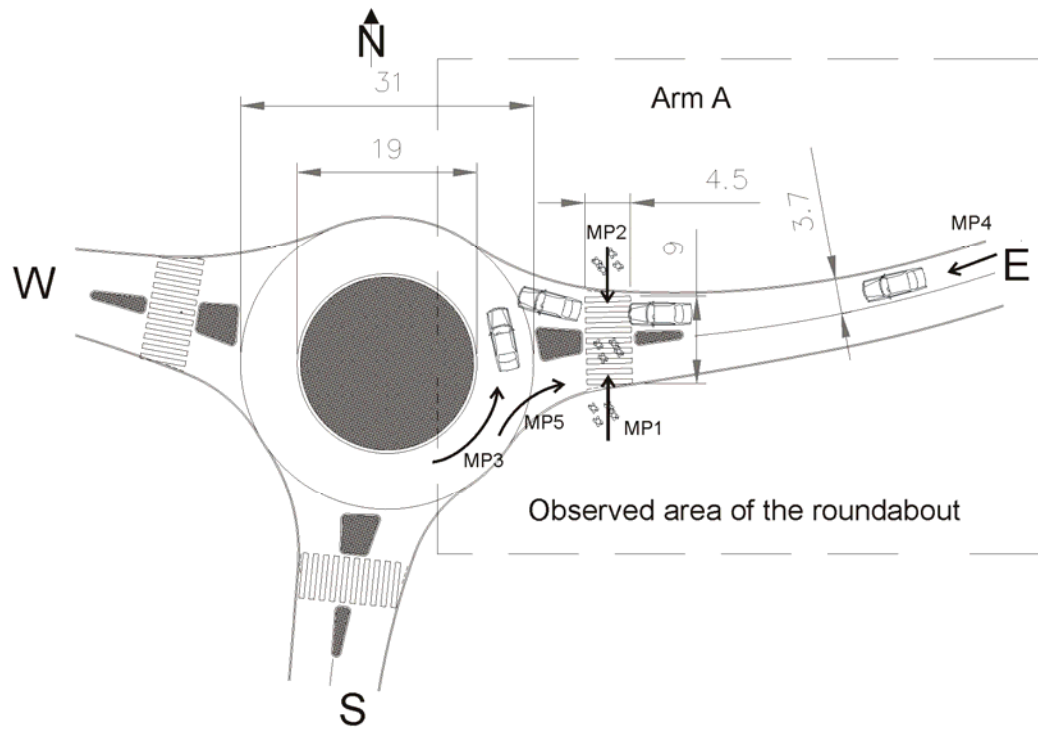 N
31
Arm A
19
4.5
3.7
MP2
9
MP4
W
E
MP5
MP1
MP3
Observed area of the roundabout
S